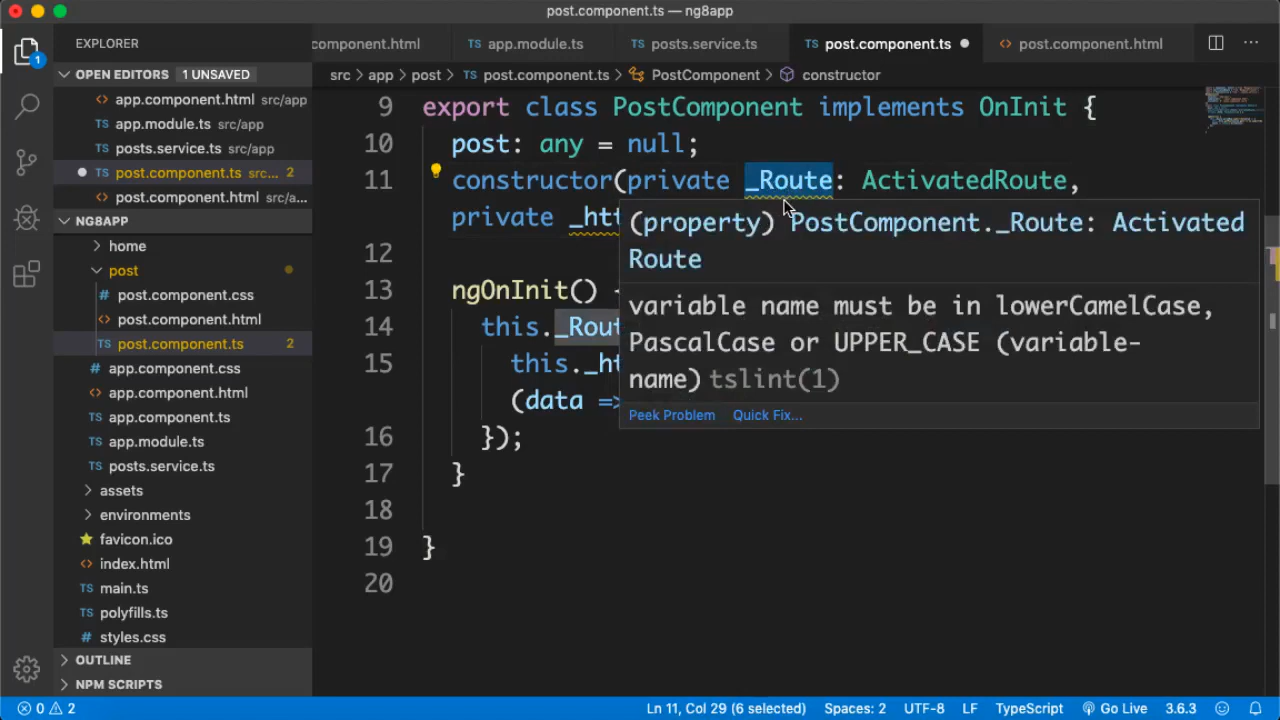 post.component.ts — ng8app
EXPLORER
component.html
app.module.ts
posts.service.ts
post.component.ts
post.component.html
OPEN EDITORS 1 UNSAVED
app.component.html src/app
app.module.ts src/app
posts.service.ts src/app
post.component.ts src... 2
post.component.html src/a...
NG8APP
home
post
post.component.css
post.component.html
post.component.ts 2
app.component.css
app.component.html
app.component.ts
app.module.ts
posts.service.ts
assets
environments
favicon.ico
index.html
main.ts
polyfills.ts
styles.css
OUTLINE
NPM SCRIPTS
src > app > post > TS post.component.ts > PostComponent > constructor
9 export class PostComponent implements OnInit {
10 post: any = null;
11 constructor(private _Route: ActivatedRoute,
private _htt
12
13 ngOnInit() {
14 this._Rout
15 this._ht
(data =>
16 });
17 }
18
19 }
20
(property) PostComponent._Route: Activated
Route
variable name must be in lowerCamelCase,
PascalCase or UPPER_CASE (variable-
name) tslint(1)
Peek Problem Quick Fix...
0 2 Ln 11, Col 29 (6 selected) Spaces: 2 UTF-8 LF TypeScript Go Live 3.6.3